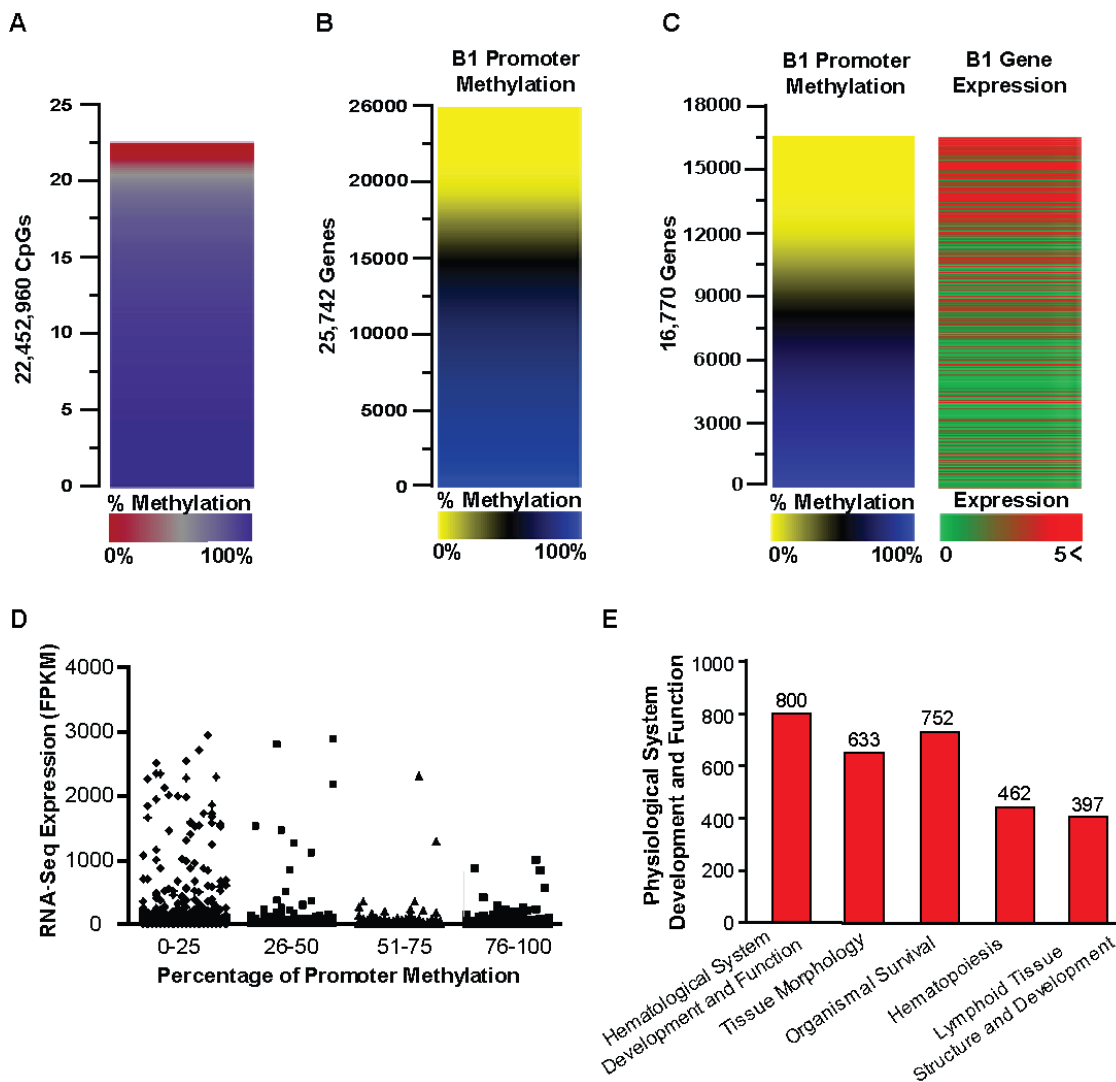 A
25
20
15
10
5
0
22,452,960 CpGs
% Methylation
0%
100%
B
B1 Promoter
Methylation
26000
20000
15000
10000
5000
0
25,742 Genes
% Methylation
0%
100%
C
B1 Promoter
Methylation
B1 Gene
Expression
18000
15000
12000
9000
6000
3000
0
16,770 Genes
% Methylation
0%
100%
Expression
0
5<
D
4000
3000
2000
1000
0
RNA-Seq Expression (FPKM)
0-25
26-50
51-75
76-100
Percentage of Promoter Methylation
E
1000
800
600
400
200
0
Physiological System
Development and Function
800
633
752
462
397
Hematological System
Development and Function
Tissue Morphology
Organismal Survival
Hematopoiesis
Lymphoid Tissue
Structure and Development